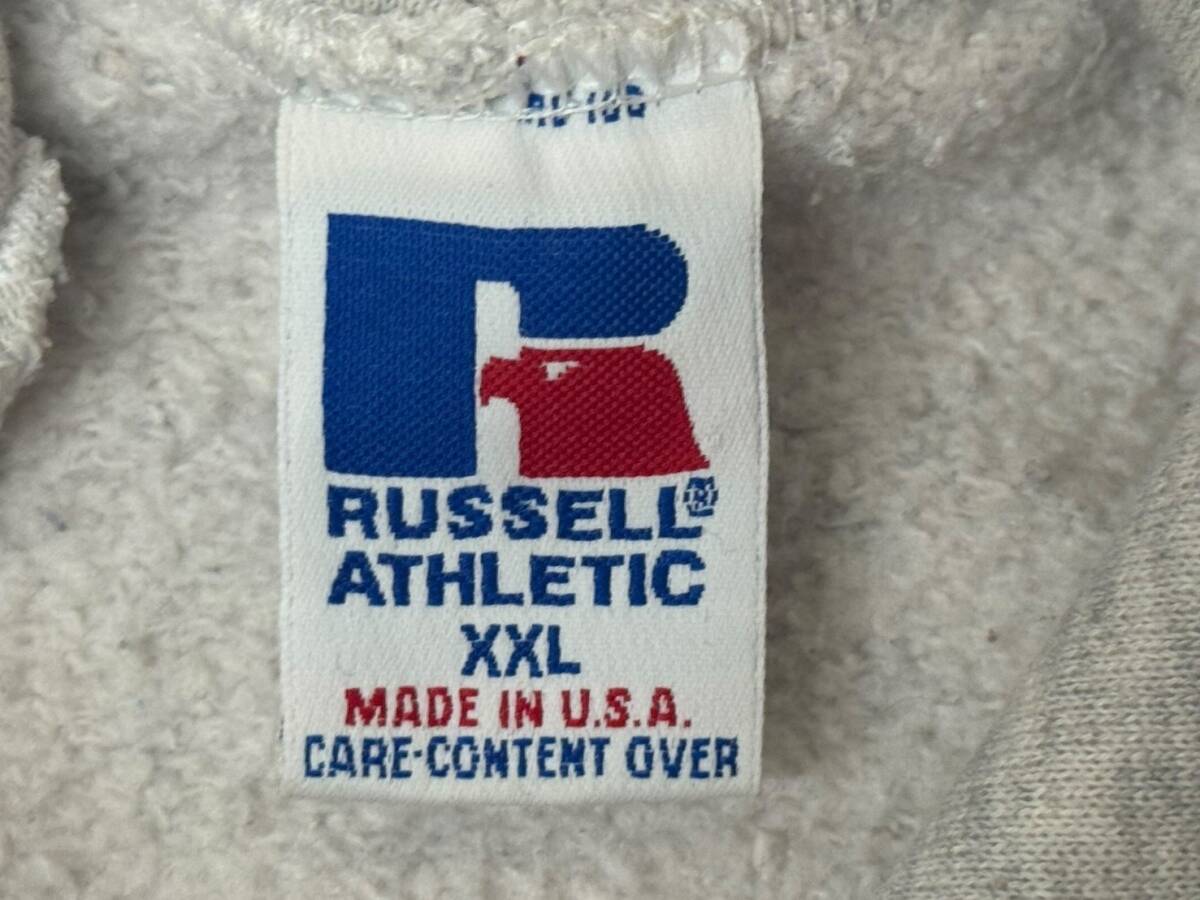 RUSSELL®
ATHLETIC
XXL
MADE IN U.S.A.
CARE-CONTENT OVER